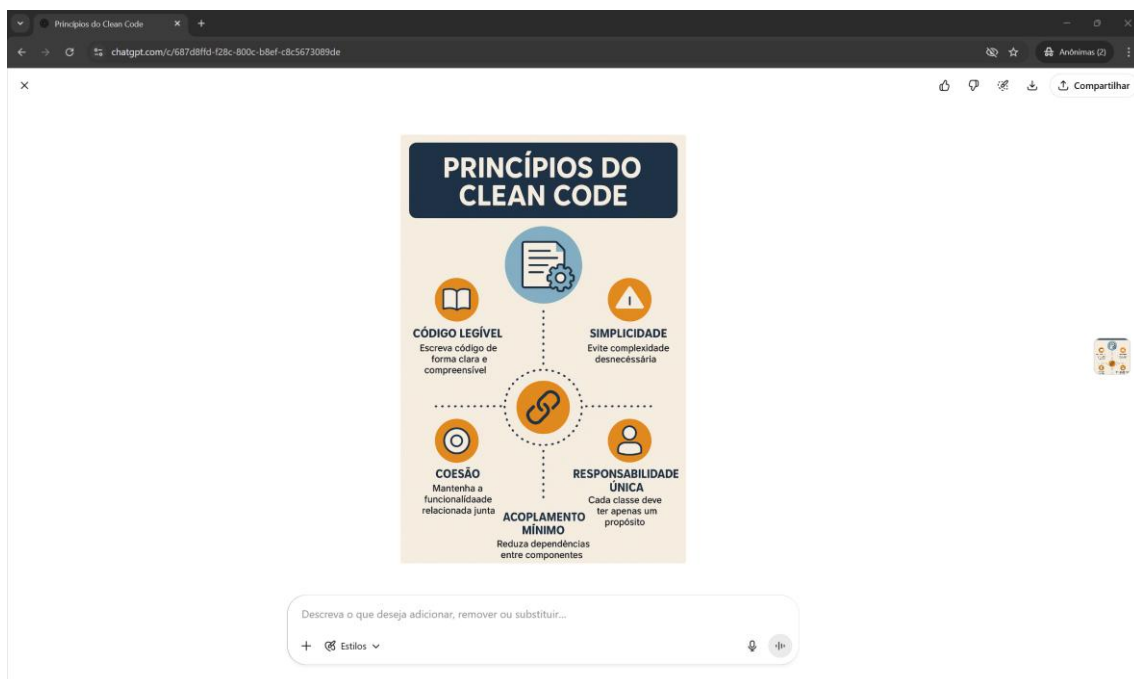 Princípios do Clean Code
chatgpt.com/c/687d8ffd-f28c-800c-b8ef-c8c5673089de
Anônimas (2)
Compartilhar
PRINCÍPIOS DO
CLEAN CODE
CÓDIGO LEGÍVEL
Escreva código de
forma clara e
compreensível
SIMPLICIDADE
Evite complexidade
desnecéssária
COESÃO
Mantenha a
funcionalidaade
relacionada junta
RESPONSABILIDADE
ÚNICA
Cada classe deve
ter apenas um
propósito
ACOPLAMENTO
MÍNIMO
Reduza dependências
entre componentes
Descreva o que deseja adicionar, remover ou substituir...
Estilos